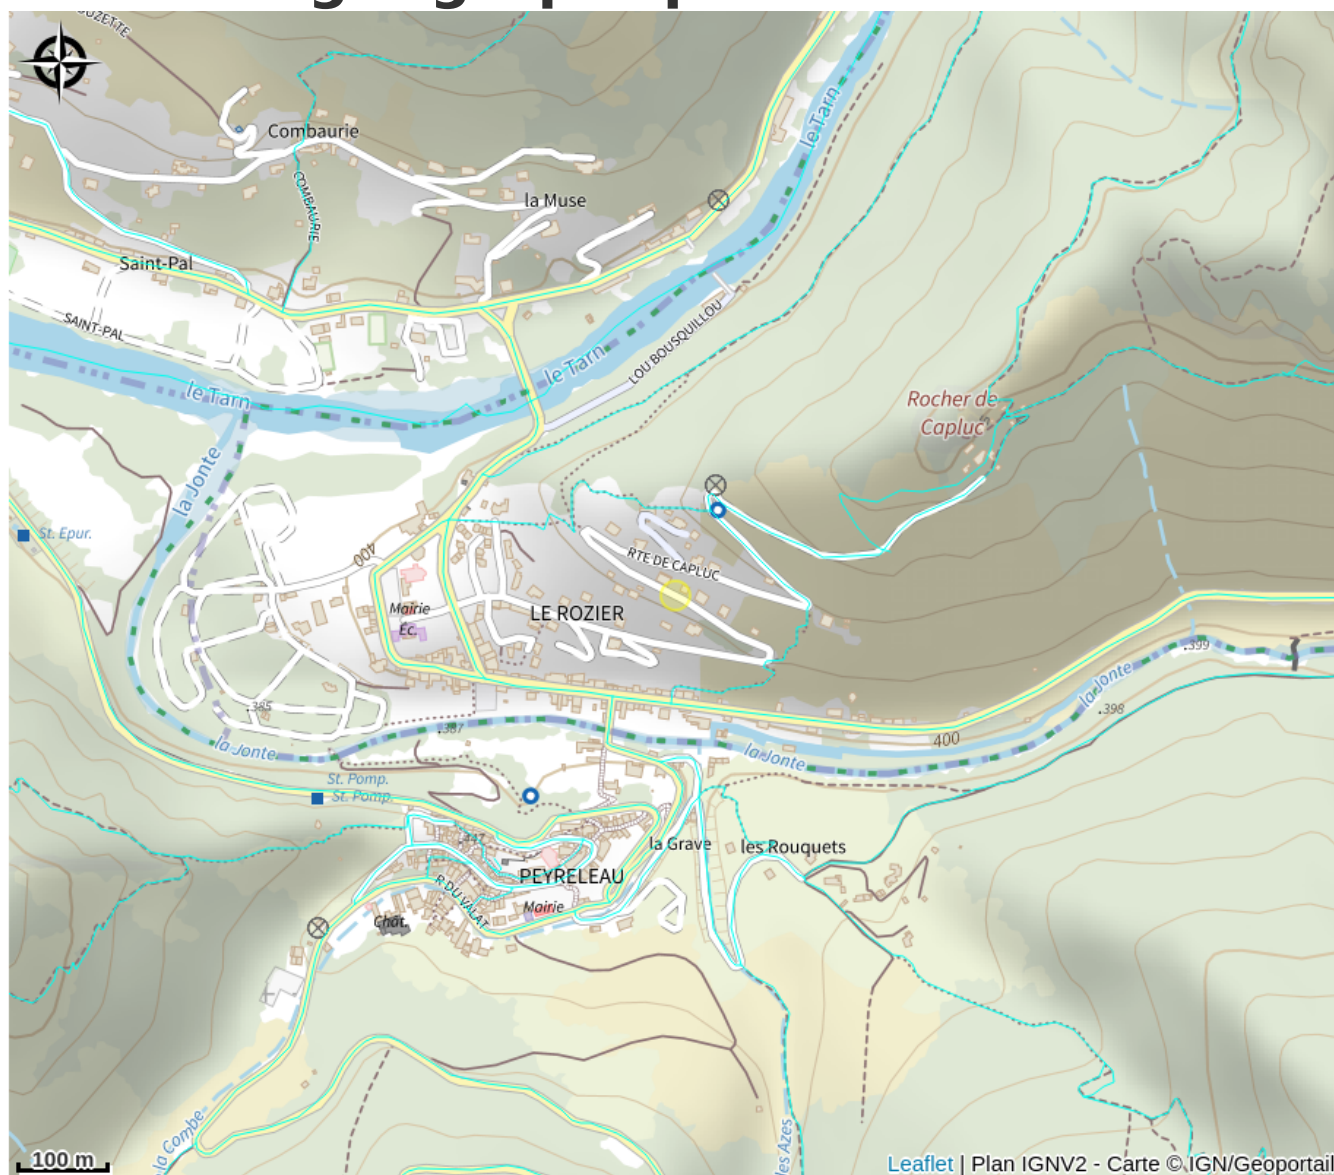 Combaurie
COMBAURIE
la Muse
le Tarn
Saint-Pal
SAINT-PAL
LOU BOUSQUILLOU
le Tarn
le Tarn
Rocher de
Capluc
la Jonte
St. Epur.
400
RTE DE CAPLUC
Mairie
Éc.
LE ROZIER
399
la Jonte
398
385
387
400
la Jonte
la Jonte
St. Pomp.
St. Pomp.
447
la Grave
les Rouquets
PEYRELEAU
R DU VALAT
Mairie
Chât.
la Combe
les Azes
100 m
Leaflet | Plan IGNV2 - Carte © IGN/Geoportail